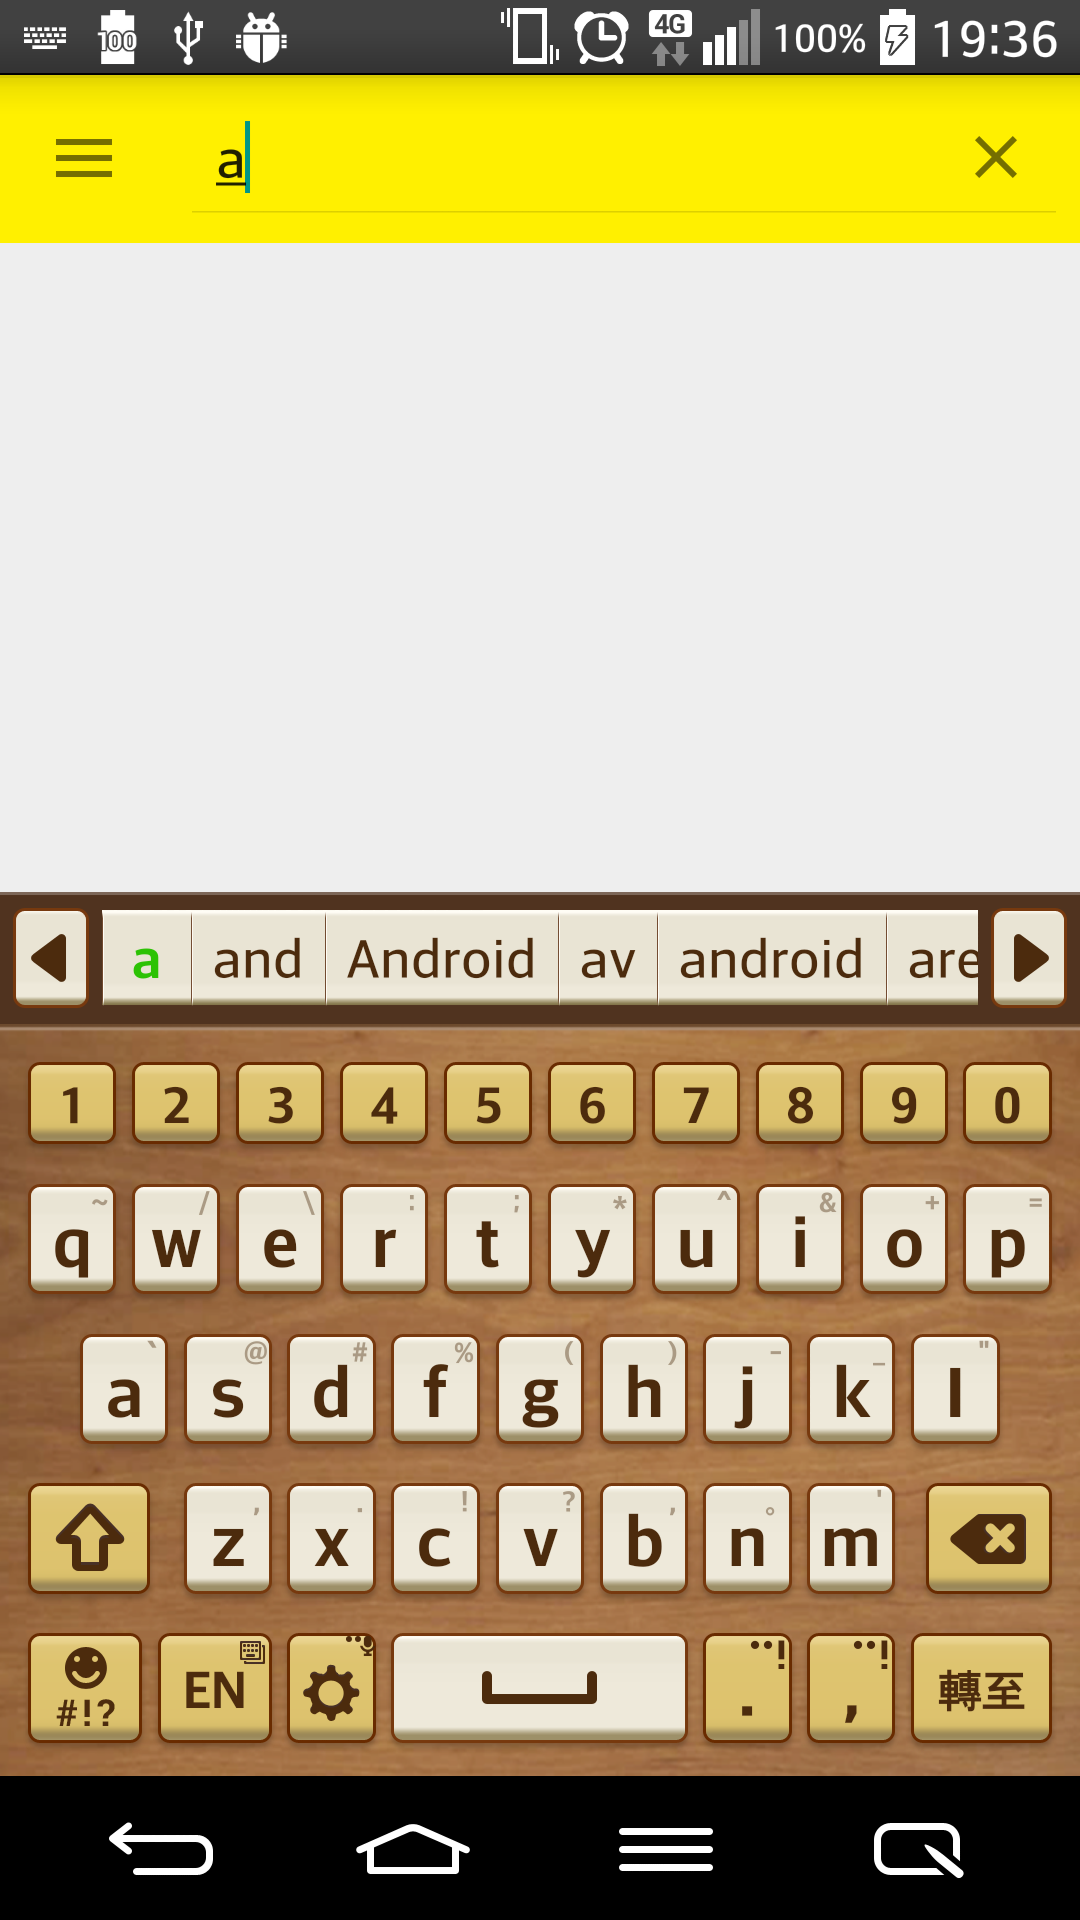 100 4G 100% 19:36
a
a and Android av android are
1 2 3 4 5 6 7 8 9 0
~ / \ : ; * ^ & + =
q w e r t y u i o p
` @ # % ( ) - _ "
a s d f g h j k l
, . ! ? , ° '
z x c v b n m
EN . ! , ! 轉至
#!?